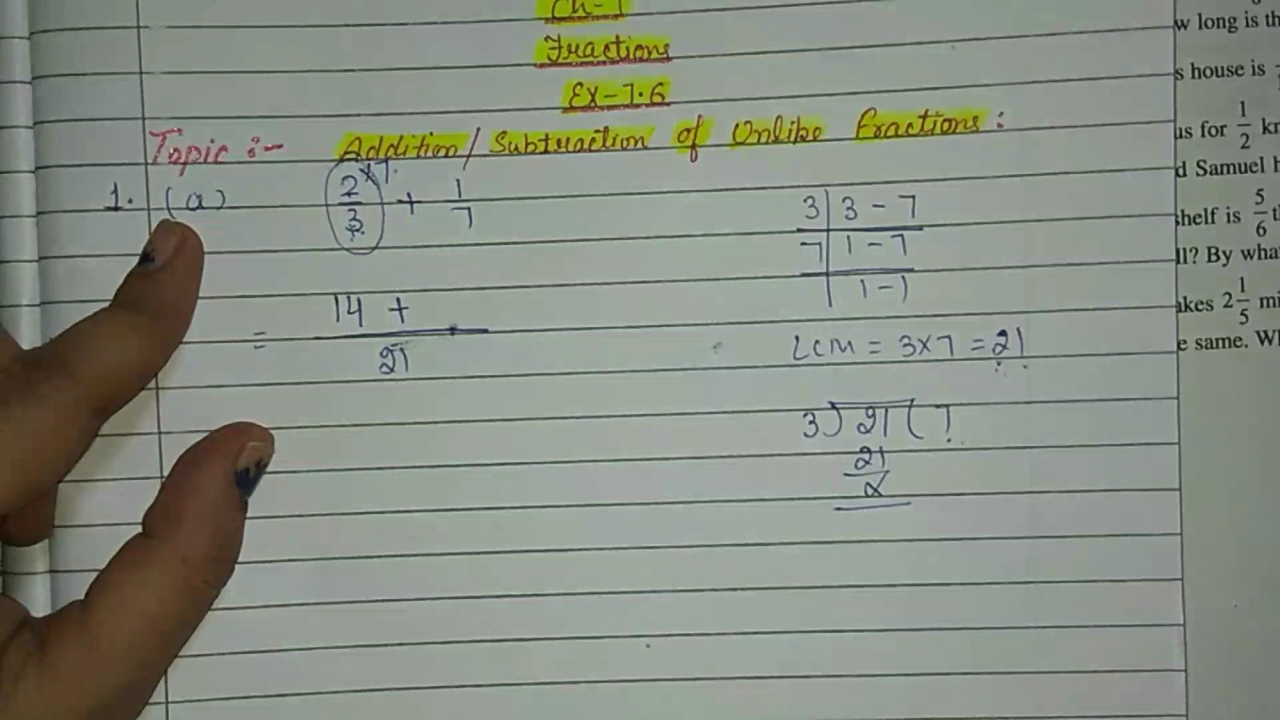 Ch-7
Fractions
Ex-7.6
Topic :- Addition/Subtraction of Unlike Fractions :
1. (a) 2/3 ×7 + 1/7
= 14 + / 21
3 | 3 - 7
7 | 1 - 7
| 1 - 1
LCM = 3×7 = 21
3) 21 ( 7
21
×
w long is th
s house is
us for 1/2 kr
d Samuel h
shelf is 5/6 t
ll? By wha
akes 2 1/5 mi
e same. W